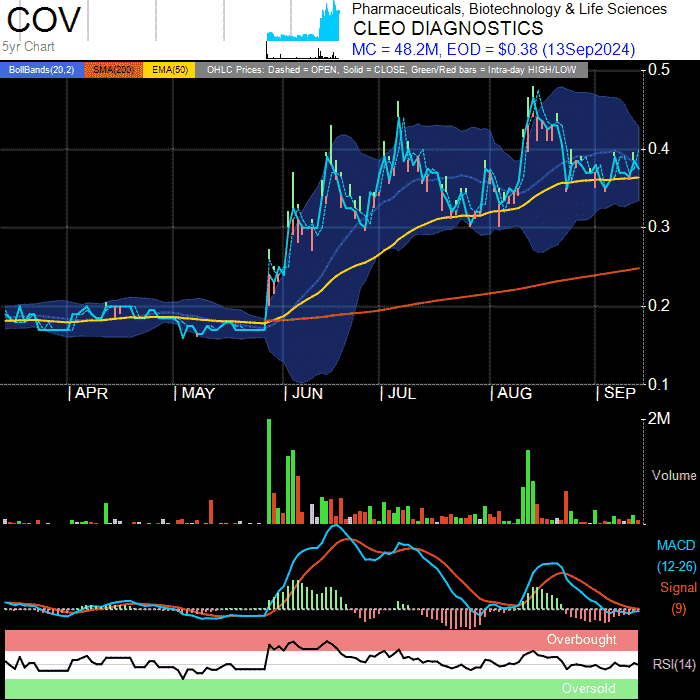 COV
5yr Chart
Pharmaceuticals, Biotechnology & Life Sciences
CLEO DIAGNOSTICS
MC = 48.2M, EOD = $0.38 (13Sep2024)
BollBands(20,2) SMA(200) EMA(50) OHLC Prices: Dashed = OPEN, Solid = CLOSE, Green/Red bars = Intra-day HIGH/LOW
0.5
0.4
0.3
0.2
0.1
APR MAY JUN JUL AUG SEP
2M
Volume
MACD
(12-26)
Signal
(9)
Overbought
RSI(14)
Oversold